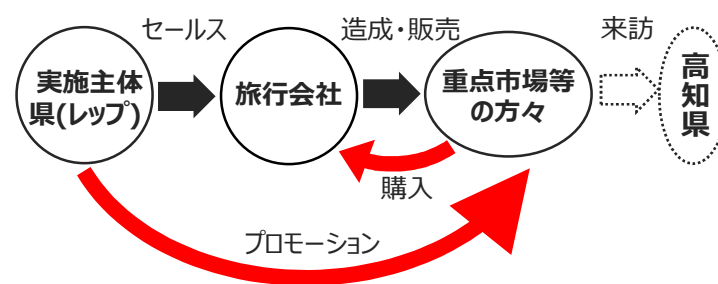 セールス
造成・販売
来訪
実施主体
県(レップ)
旅行会社
重点市場等
の方々
高知県
購入
プロモーション